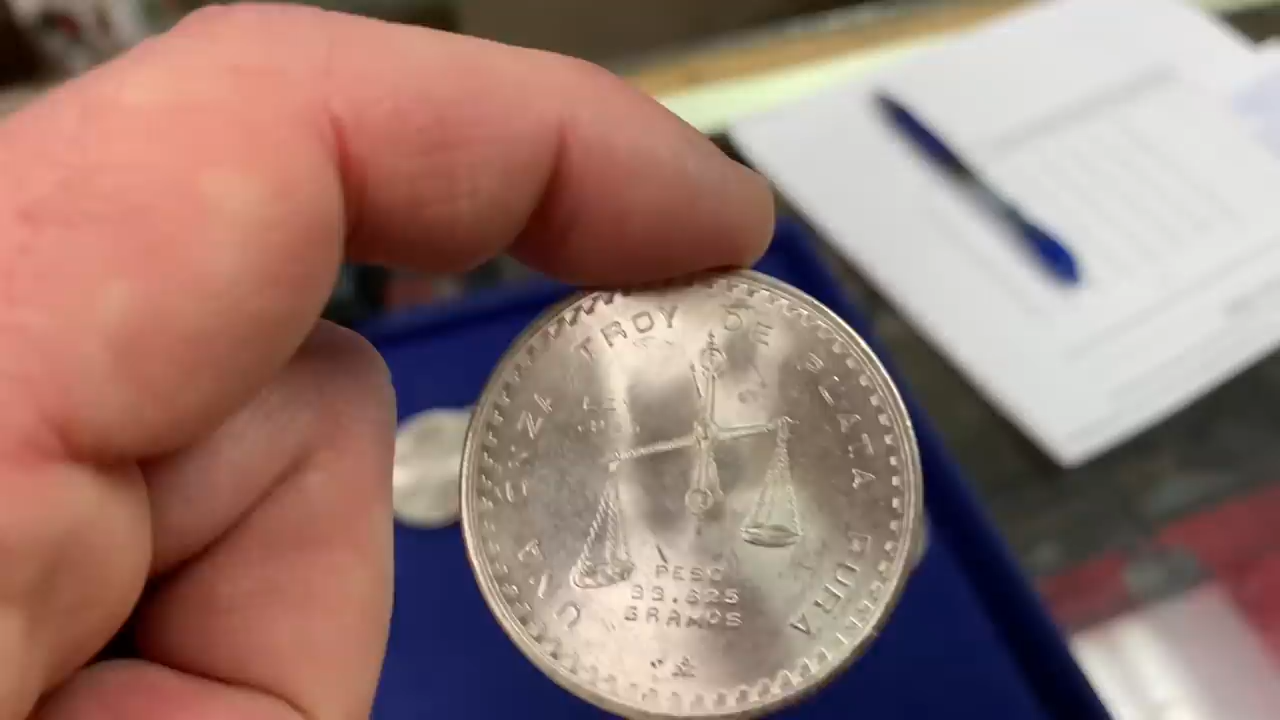 UNA ONZA TROY DE PLATA PURA
PESO
33.625
GRAMOS